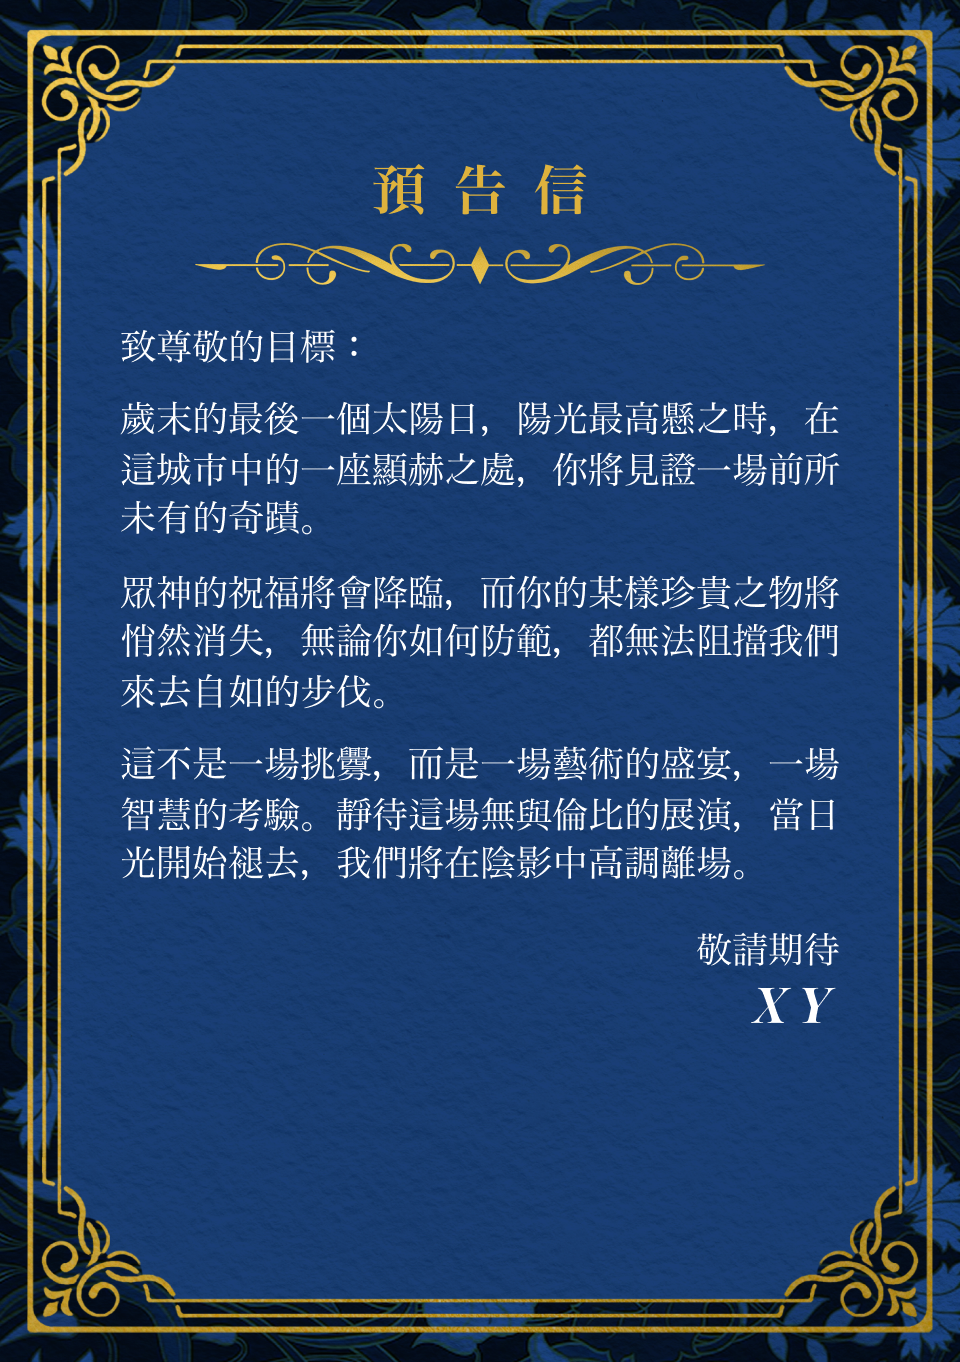 預告信
致尊敬的目標：
歲末的最後一個太陽日，陽光最高懸之時，在
這城市中的一座顯赫之處，你將見證一場前所
未有的奇蹟。
眾神的祝福將會降臨，而你的某樣珍貴之物將
悄然消失，無論你如何防範，都無法阻擋我們
來去自如的步伐。
這不是一場挑釁，而是一場藝術的盛宴，一場
智慧的考驗。靜待這場無與倫比的展演，當日
光開始褪去，我們將在陰影中高調離場。
敬請期待
X Y